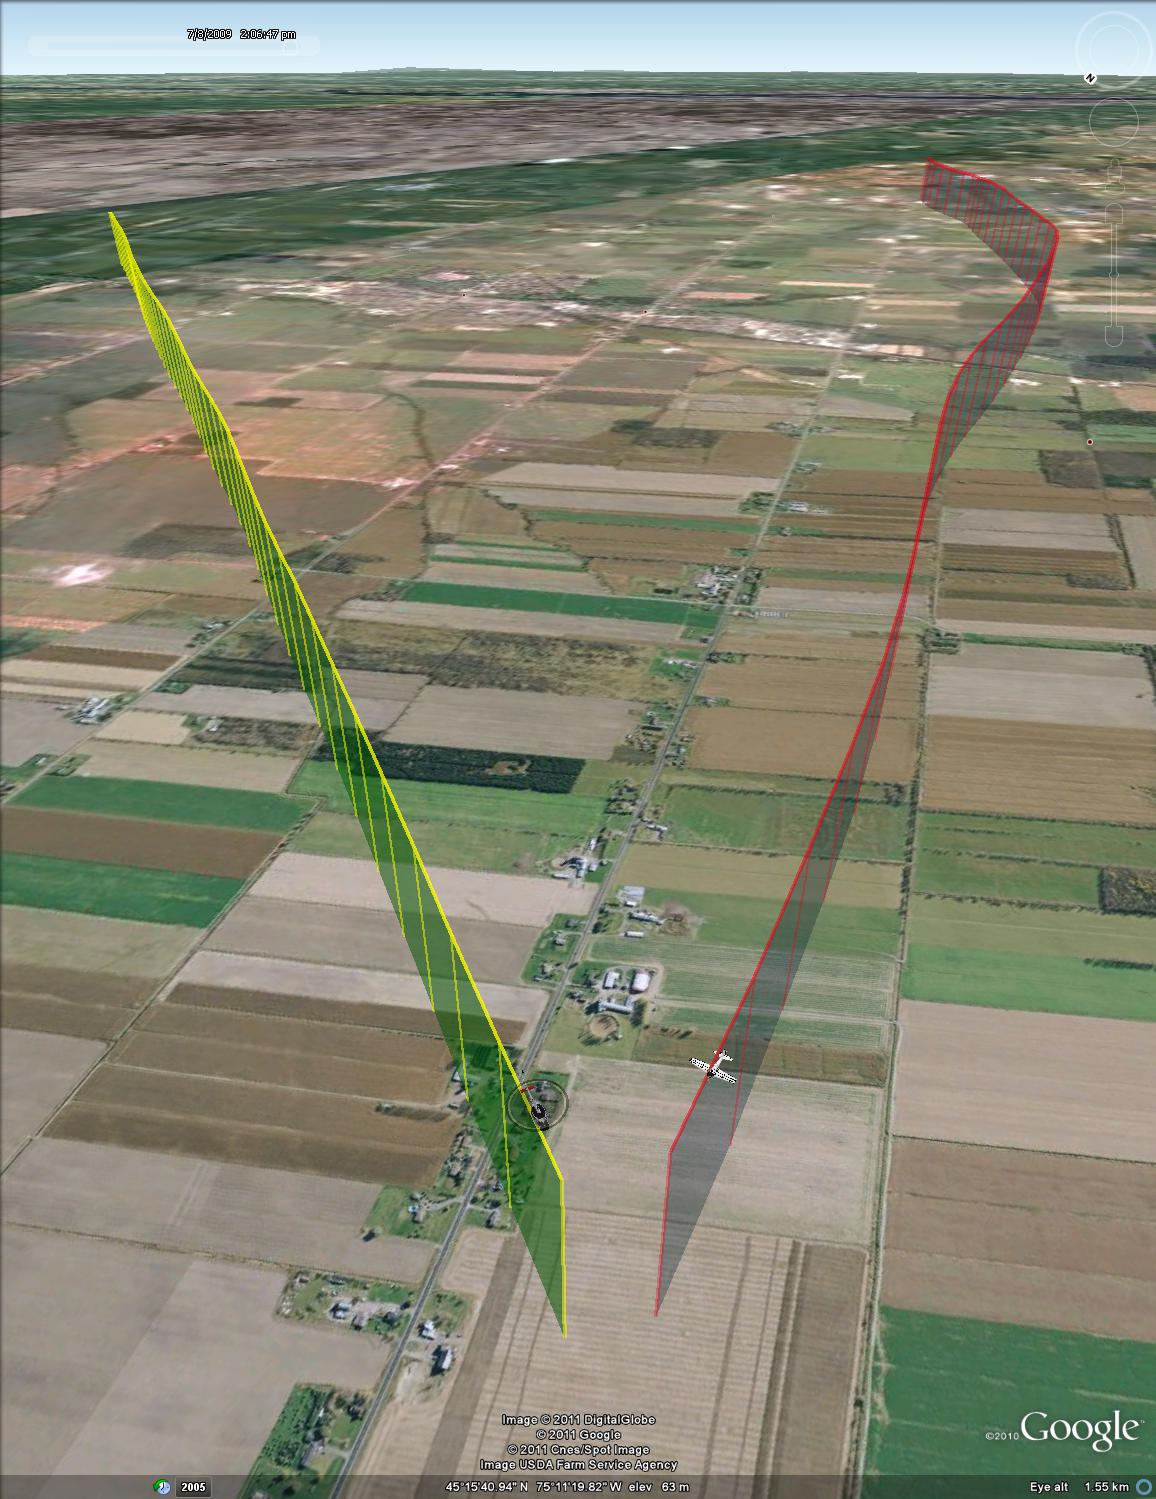 7/8/2009 2:06:47 pm
N
Image © 2011 DigitalGlobe
© 2011 Google
© 2011 Cnes/Spot Image
Image USDA Farm Service Agency
©2010 Google™
2005
45°15'40.94" N 75°11'19.82" W elev 63 m
Eye alt 1.55 km